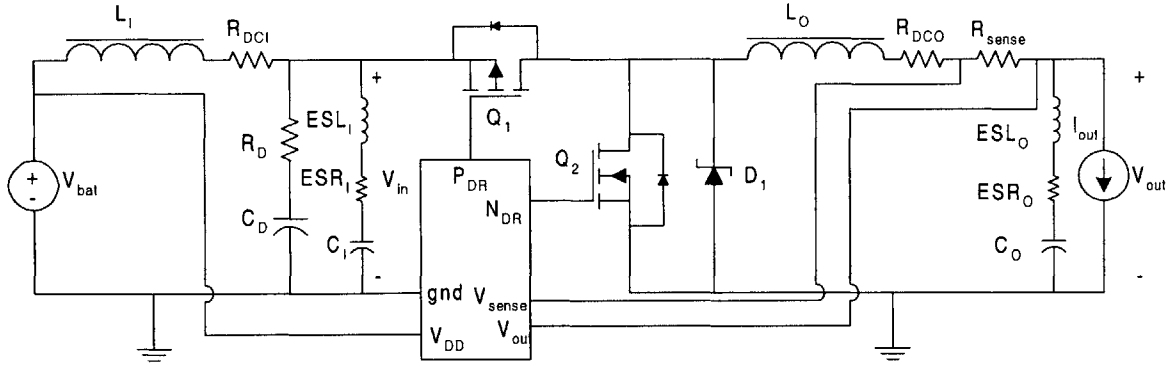 L_I
R_DCI
L_O
R_DCO
R_sense
+
+
Q_1
ESL_I
R_D
ESR_I
V_in
C_D
C_I
-
+
-
V_bat
P_DR
N_DR
gnd
V_sense
V_DD
V_out
Q_2
D_1
ESL_O
I_out
ESR_O
V_out
C_O
-